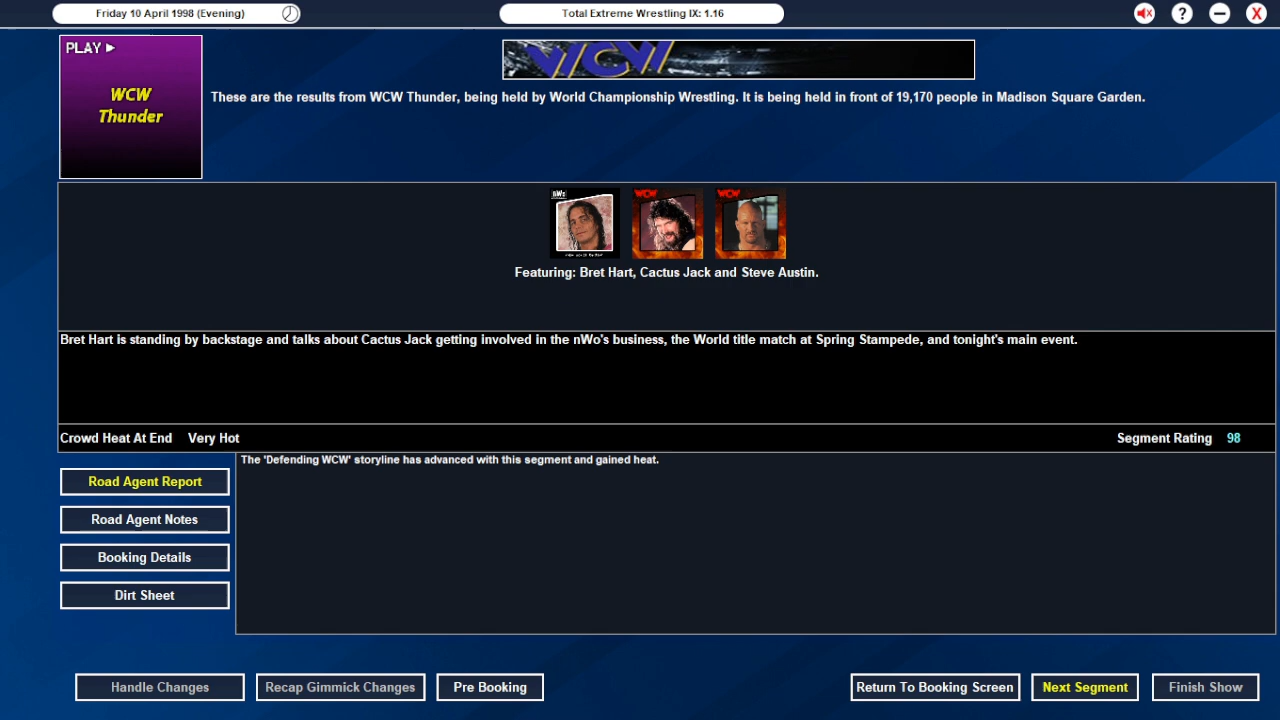 Friday 10 April 1998 (Evening)
Total Extreme Wrestling IX: 1.16
?
X
PLAY
WCW
Thunder
WCW
These are the results from WCW Thunder, being held by World Championship Wrestling. It is being held in front of 19,170 people in Madison Square Garden.
nWo
WCW
WCW
Featuring: Bret Hart, Cactus Jack and Steve Austin.
Bret Hart is standing by backstage and talks about Cactus Jack getting involved in the nWo's business, the World title match at Spring Stampede, and tonight's main event.
Crowd Heat At End Very Hot
Segment Rating 98
The 'Defending WCW' storyline has advanced with this segment and gained heat.
Road Agent Report
Road Agent Notes
Booking Details
Dirt Sheet
Handle Changes
Recap Gimmick Changes
Pre Booking
Return To Booking Screen
Next Segment
Finish Show